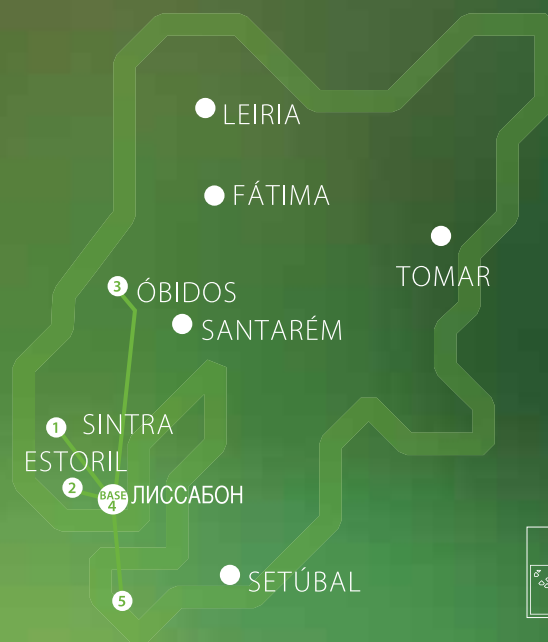 LEIRIA
FÁTIMA
TOMAR
3 ÓBIDOS
SANTARÉM
1 SINTRA
ESTORIL
2
BASE
4 ЛИССАБОН
SETÚBAL
5